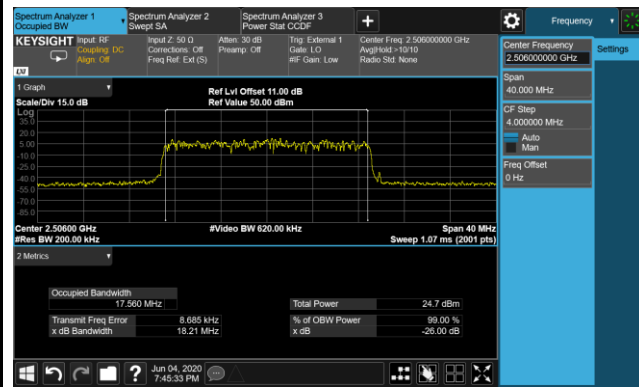 Spectrum Analyzer 1
Occupied BW
Spectrum Analyzer 2
Swept SA
Spectrum Analyzer 3
Power Stat CCDF
Frequency
KEYSIGHT
Input: RF
Coupling: DC
Align: Off
Input Z: 50 Ω
Corrections: Off
Freq Ref: Ext (S)
Atten: 30 dB
Preamp: Off
Trig: External 1
Gate: LO
#IF Gain: Low
Center Freq: 2.506000000 GHz
Avg|Hold:>10/10
Radio Std: None
LXI
Center Frequency
2.506000000 GHz
Settings
Span
40.000 MHz
CF Step
4.000000 MHz
Auto
Man
Freq Offset
0 Hz
1 Graph
Scale/Div 15.0 dB
Ref Lvl Offset 11.00 dB
Ref Value 50.00 dBm
Log
35.0
20.0
5.00
-10.0
-25.0
-40.0
-55.0
-70.0
-85.0
Center 2.50600 GHz
#Res BW 200.00 kHz
#Video BW 620.00 kHz
Span 40 MHz
Sweep 1.07 ms (2001 pts)
2 Metrics
Occupied Bandwidth
17.560 MHz
Total Power 24.7 dBm
Transmit Freq Error 8.685 kHz
% of OBW Power 99.00 %
x dB Bandwidth 18.21 MHz
x dB -26.00 dB
?
Jun 04, 2020
7:45:33 PM